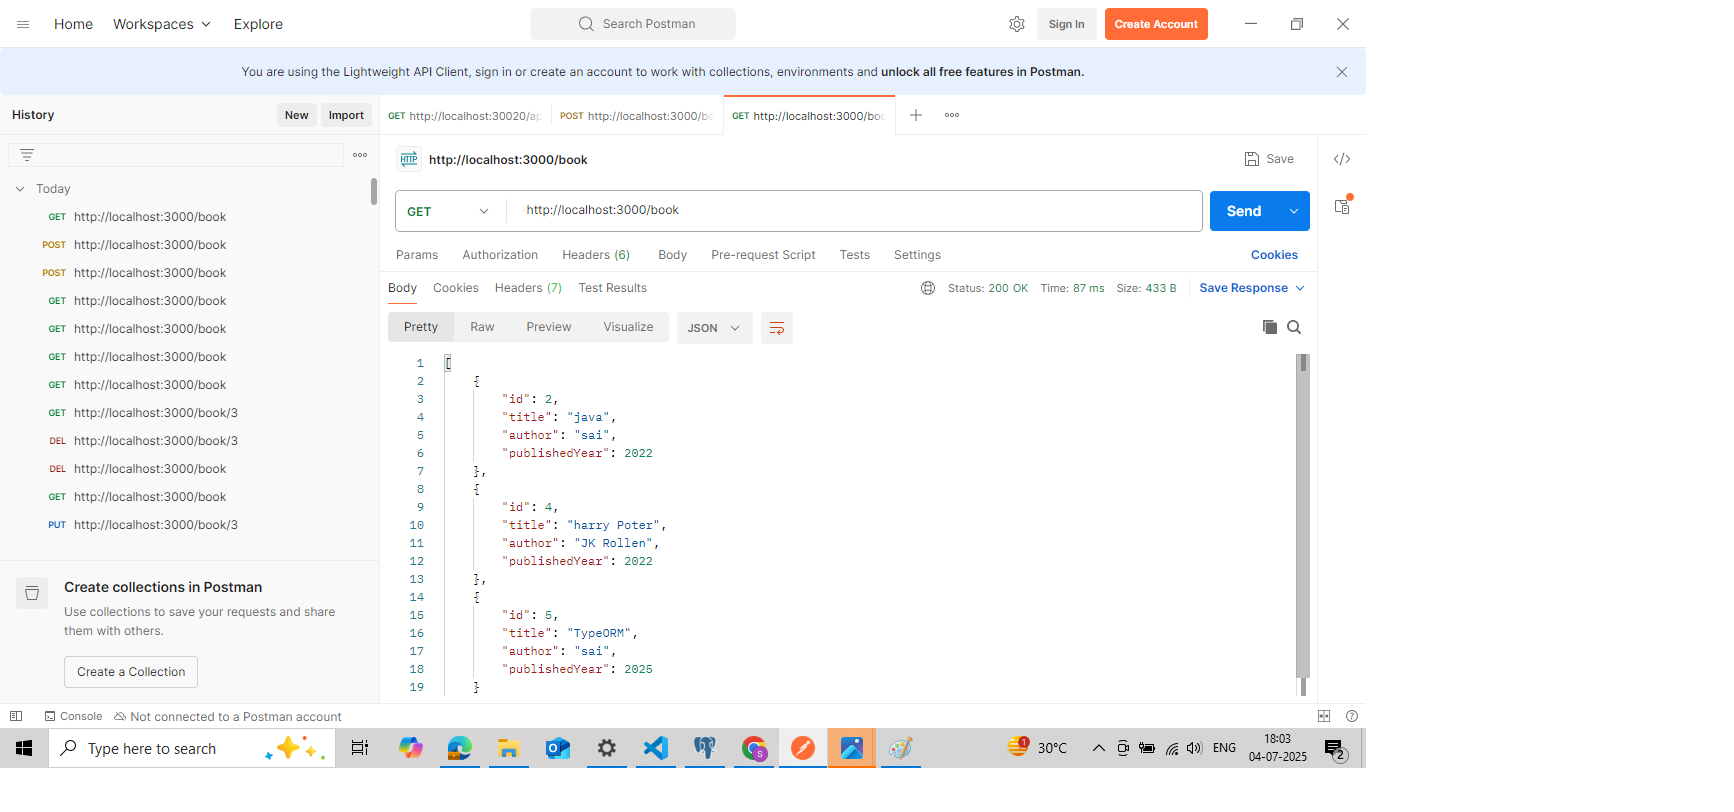 Home Workspaces Explore Search Postman Sign In Create Account
You are using the Lightweight API Client, sign in or create an account to work with collections, environments and unlock all free features in Postman.
History New Import
Today
GET http://localhost:3000/book
POST http://localhost:3000/book
POST http://localhost:3000/book
GET http://localhost:3000/book
GET http://localhost:3000/book
GET http://localhost:3000/book
GET http://localhost:3000/book
GET http://localhost:3000/book/3
DEL http://localhost:3000/book/3
DEL http://localhost:3000/book
GET http://localhost:3000/book
PUT http://localhost:3000/book/3
Create collections in Postman
Use collections to save your requests and share
them with others.
Create a Collection
GET http://localhost:30020/ap POST http://localhost:3000/bo GET http://localhost:3000/boo
HTTP http://localhost:3000/book Save
GET http://localhost:3000/book Send
Params Authorization Headers (6) Body Pre-request Script Tests Settings Cookies
Body Cookies Headers (7) Test Results Status: 200 OK Time: 87 ms Size: 433 B Save Response
Pretty Raw Preview Visualize JSON
1 [
2 {
3 "id": 2,
4 "title": "java",
5 "author": "sai",
6 "publishedYear": 2022
7 },
8 {
9 "id": 4,
10 "title": "harry Poter",
11 "author": "JK Rollen",
12 "publishedYear": 2022
13 },
14 {
15 "id": 5,
16 "title": "TypeORM",
17 "author": "sai",
18 "publishedYear": 2025
19 }
Console Not connected to a Postman account
Type here to search 1 30°C ENG 18:03
04-07-2025 2